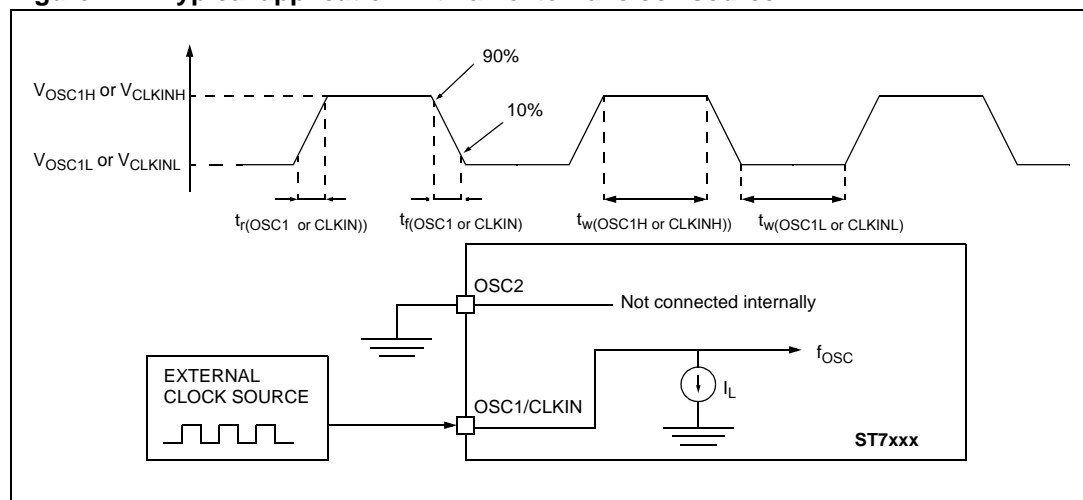 90%
VOSC1H or VCLKINH
10%
VOSC1L or VCLKINL
tr(OSC1 or CLKIN))
tf(OSC1 or CLKIN)
tw(OSC1H or CLKINH))
tw(OSC1L or CLKINL)
OSC2
Not connected internally
fOSC
EXTERNAL
CLOCK SOURCE
IL
OSC1/CLKIN
ST7xxx